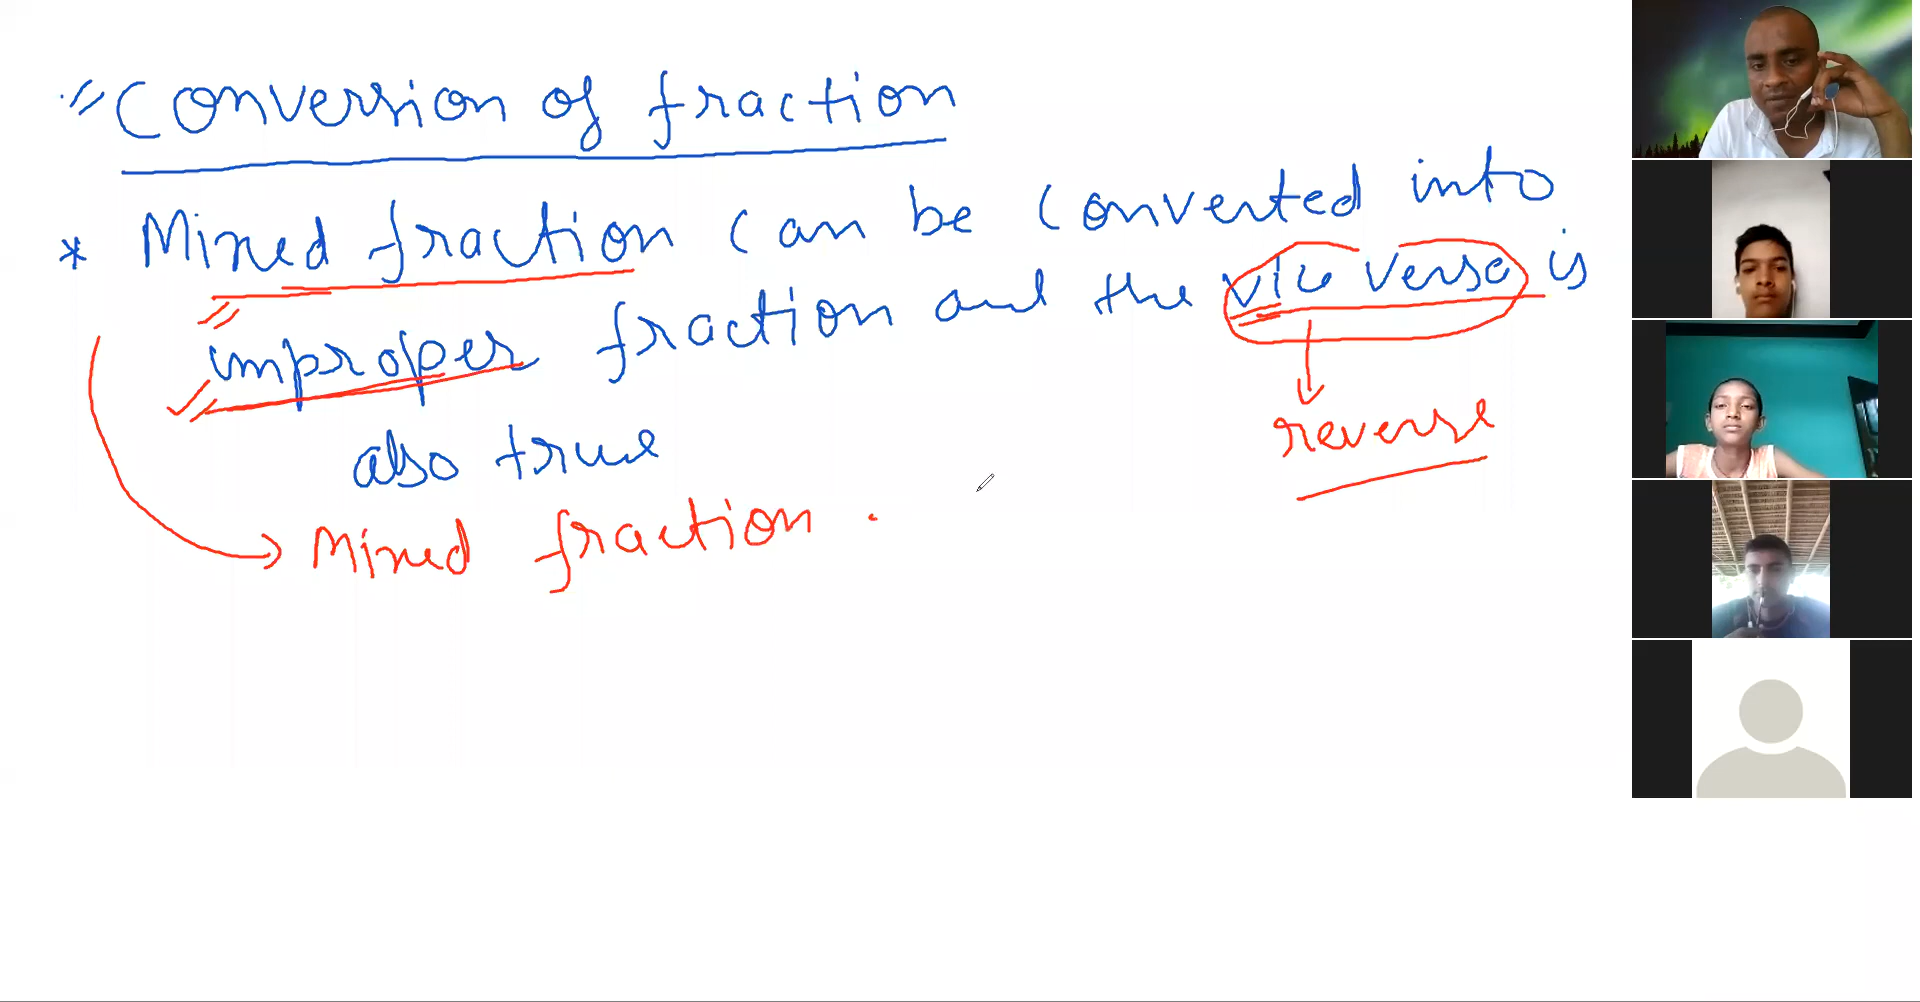 Conversion of fraction
* Mixed fraction can be converted into
improper fraction and the vice versa is
also true
reverse
→ Mixed fraction .